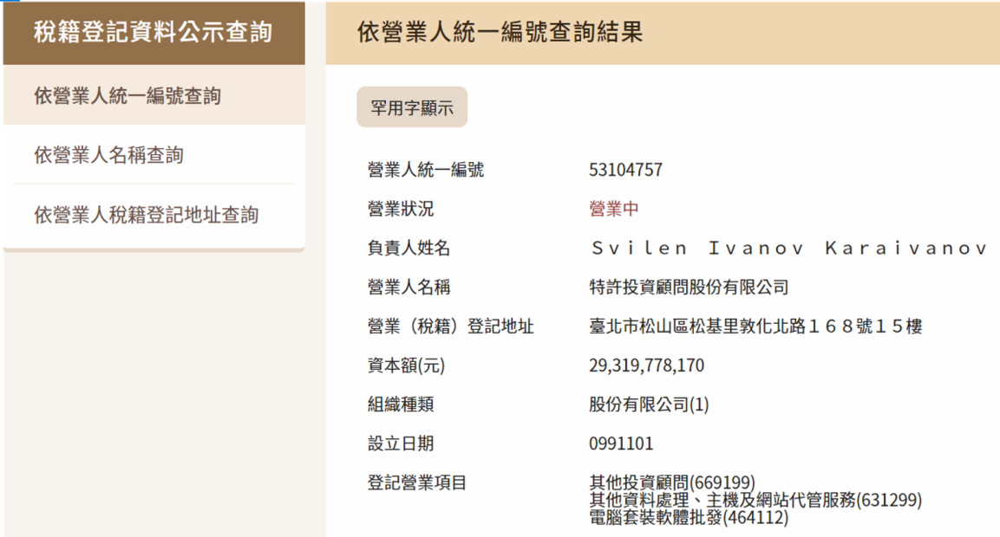 稅籍登記資料公示查詢
依營業人統一編號查詢
依營業人名稱查詢
依營業人稅籍登記地址查詢
依營業人統一編號查詢結果
罕用字顯示
營業人統一編號 53104757
營業狀況 營業中
負責人姓名 Ｓｖｉｌｅｎ　Ｉｖａｎｏｖ　Ｋａｒａｉｖａｎｏｖ
營業人名稱 特許投資顧問股份有限公司
營業（稅籍）登記地址 臺北市松山區松基里敦化北路１６８號１５樓
資本額(元) 29,319,778,170
組織種類 股份有限公司(1)
設立日期 0991101
登記營業項目 其他投資顧問(669199)
其他資料處理、主機及網站代管服務(631299)
電腦套裝軟體批發(464112)